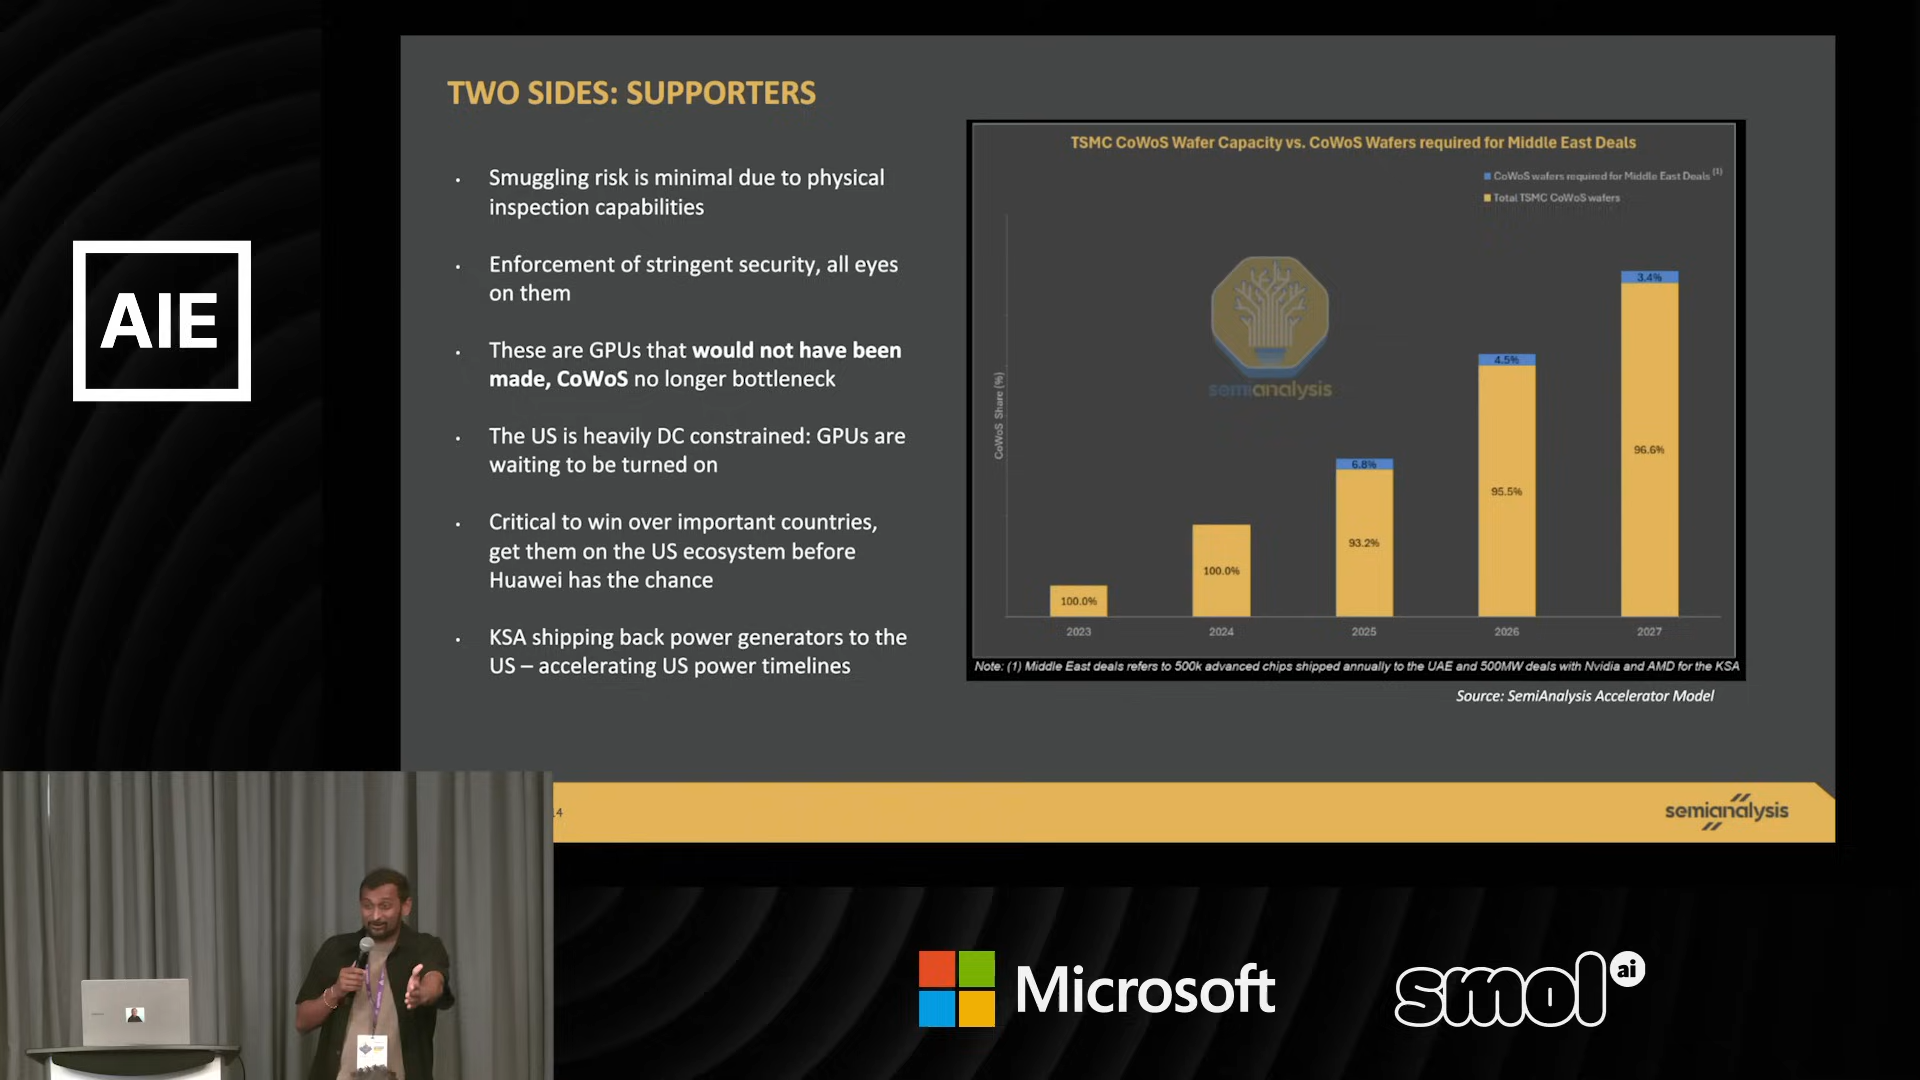 AIE
TWO SIDES: SUPPORTERS
Smuggling risk is minimal due to physical
inspection capabilities
Enforcement of stringent security, all eyes
on them
These are GPUs that would not have been
made, CoWoS no longer bottleneck
The US is heavily DC constrained: GPUs are
waiting to be turned on
Critical to win over important countries,
get them on the US ecosystem before
Huawei has the chance
KSA shipping back power generators to the
US – accelerating US power timelines
TSMC CoWoS Wafer Capacity vs. CoWoS Wafers required for Middle East Deals
CoWoS wafers required for Middle East Deals (1)
Total TSMC CoWoS wafers
semianalysis
CoWoS Share (%)
100.0%
100.0%
6.8%
93.2%
4.5%
95.5%
3.4%
96.6%
2023
2024
2025
2026
2027
Note: (1) Middle East deals refers to 500k advanced chips shipped annually to the UAE and 500MW deals with Nvidia and AMD for the KSA
Source: SemiAnalysis Accelerator Model
semianalysis
Microsoft
smol ai